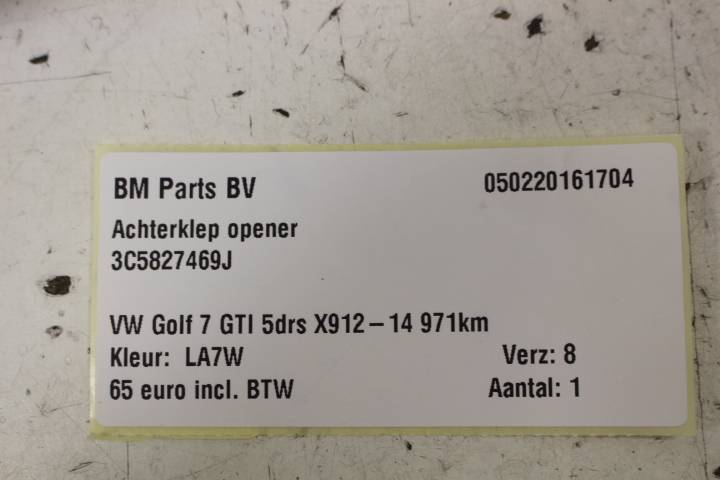 BM Parts BV 050220161704
Achterklep opener
3C5827469J
VW Golf 7 GTI 5drs X912 – 14 971km
Kleur: LA7W Verz: 8
65 euro incl. BTW Aantal: 1